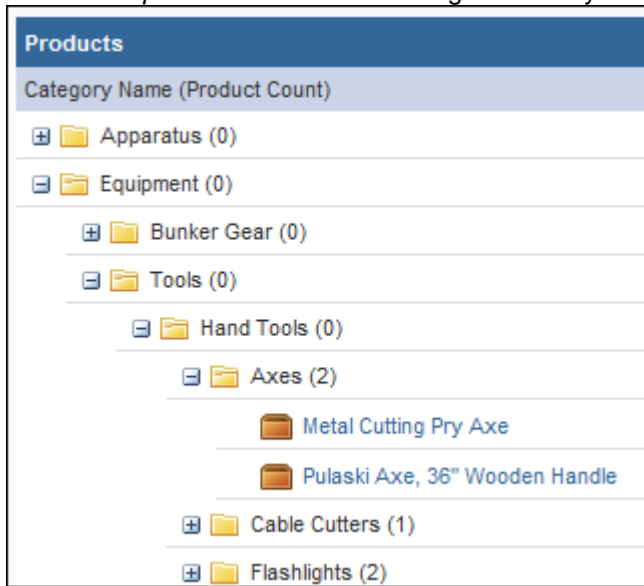 Products
Category Name (Product Count)
Apparatus (0)
Equipment (0)
Bunker Gear (0)
Tools (0)
Hand Tools (0)
Axes (2)
Metal Cutting Pry Axe
Pulaski Axe, 36" Wooden Handle
Cable Cutters (1)
Flashlights (2)